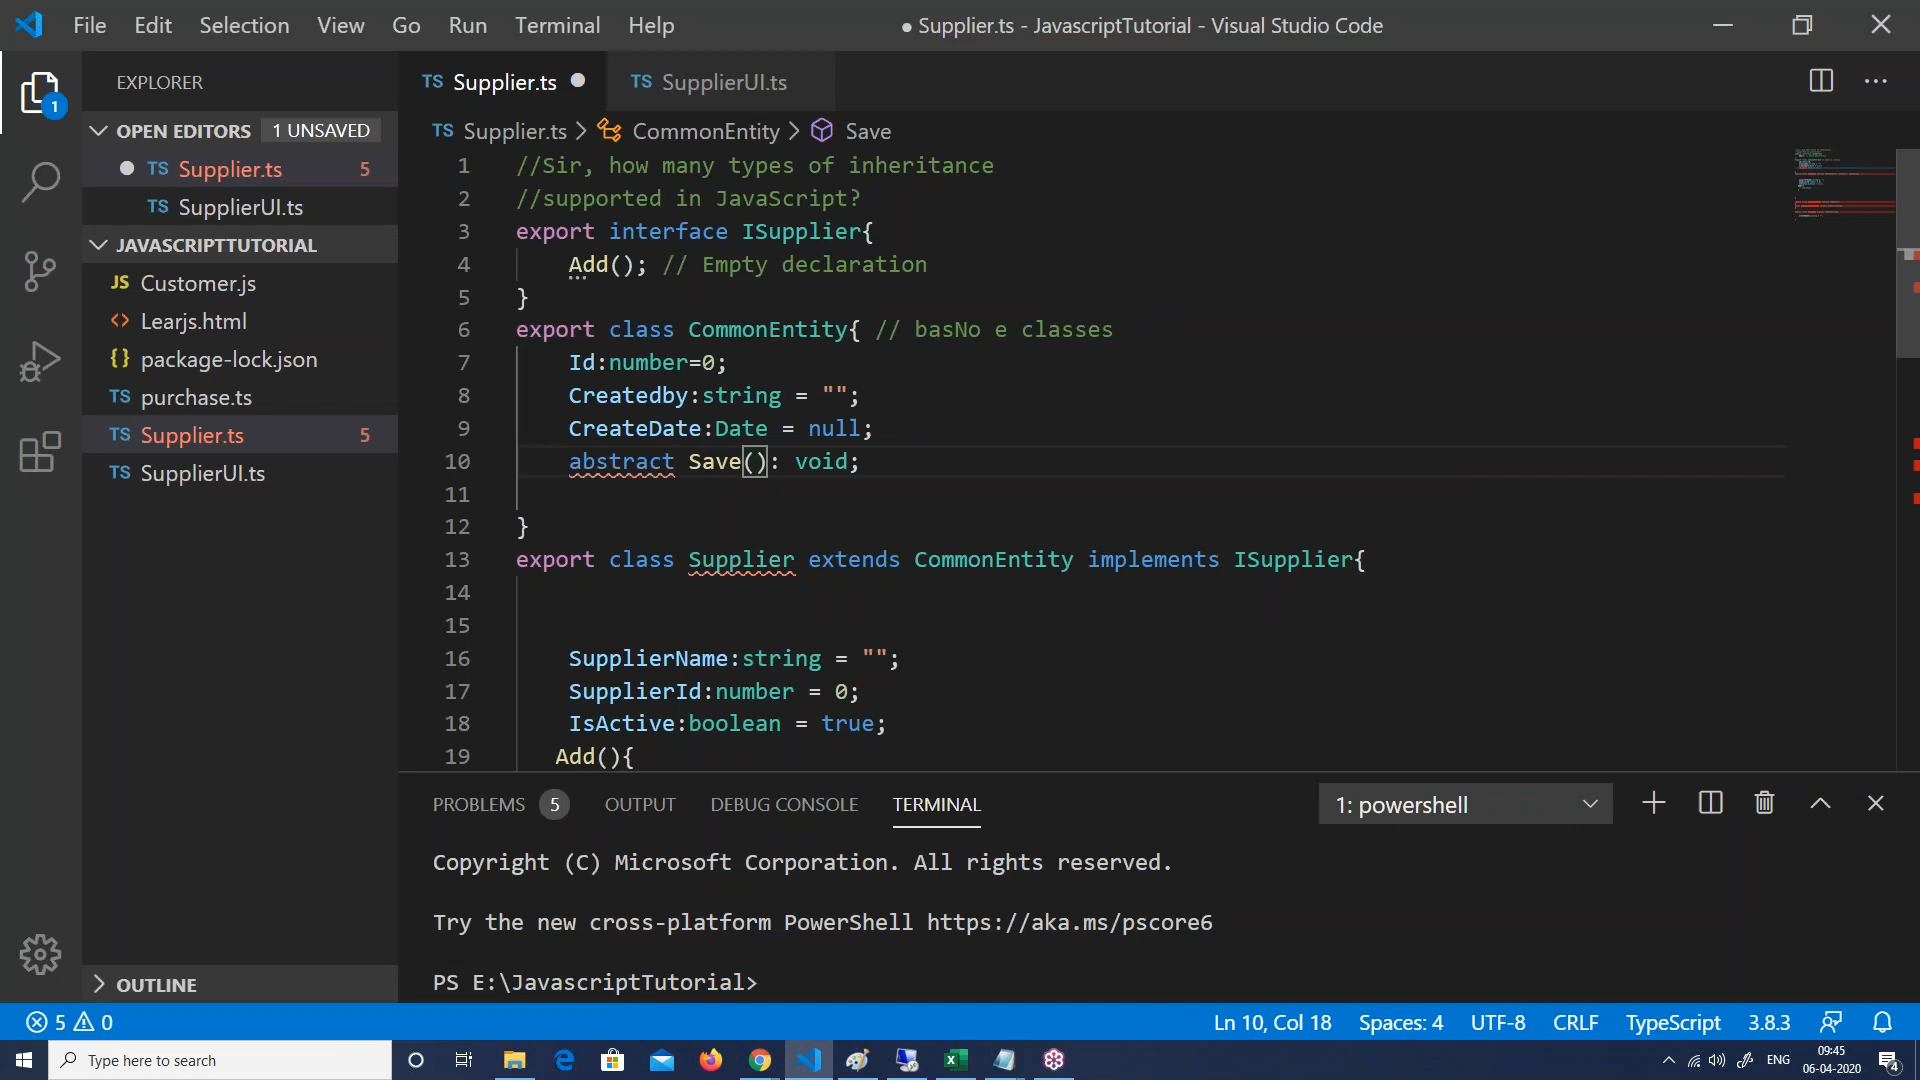 File Edit Selection View Go Run Terminal Help
● Supplier.ts - JavascriptTutorial - Visual Studio Code
EXPLORER
OPEN EDITORS 1 UNSAVED
TS Supplier.ts 5
TS SupplierUI.ts
JAVASCRIPTTUTORIAL
JS Customer.js
<> Learjs.html
{} package-lock.json
TS purchase.ts
TS Supplier.ts 5
TS SupplierUI.ts
OUTLINE
1
TS Supplier.ts TS SupplierUI.ts
TS Supplier.ts > CommonEntity > Save
1 //Sir, how many types of inheritance
2 //supported in JavaScript?
3 export interface ISupplier{
4 Add(); // Empty declaration
5 }
6 export class CommonEntity{ // basNo e classes
7 Id:number=0;
8 Createdby:string = "";
9 CreateDate:Date = null;
10 abstract Save(): void;
11
12 }
13 export class Supplier extends CommonEntity implements ISupplier{
14
15
16 SupplierName:string = "";
17 SupplierId:number = 0;
18 IsActive:boolean = true;
19 Add(){
PROBLEMS 5 OUTPUT DEBUG CONSOLE TERMINAL 1: powershell
Copyright (C) Microsoft Corporation. All rights reserved.
Try the new cross-platform PowerShell https://aka.ms/pscore6
PS E:\JavascriptTutorial>
5 0 Ln 10, Col 18 Spaces: 4 UTF-8 CRLF TypeScript 3.8.3
Type here to search ENG 09:45
06-04-2020 4